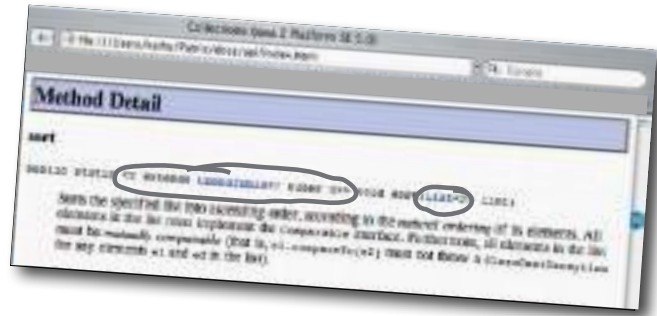 Collections (Java 2 Platform SE 5.0)
Method Detail
sort
public static <T extends Comparable<? super T>> void sort(List<T> list)
Sorts the specified list into ascending order, according to the natural ordering of its elements. All
elements in the list must implement the Comparable interface. Furthermore, all elements in the list
must be mutually comparable (that is, e1.compareTo(e2) must not throw a ClassCastException
for any elements e1 and e2 in the list).